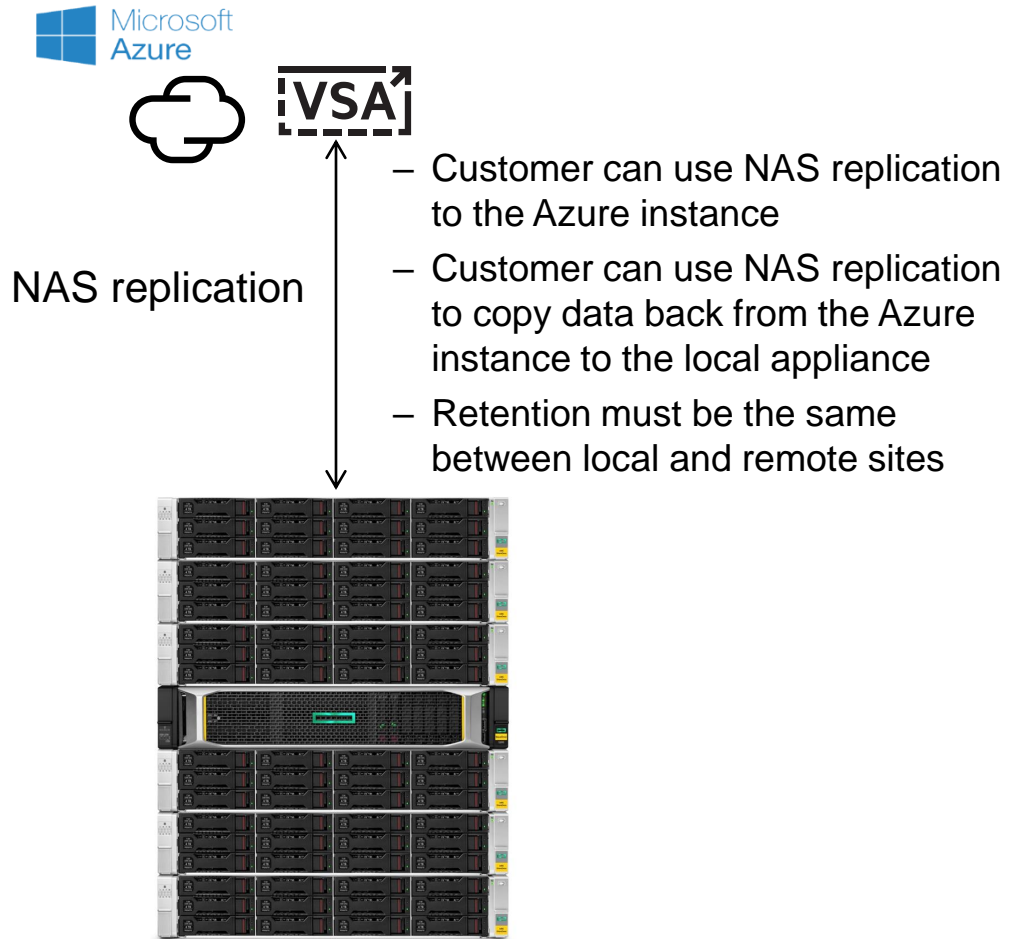 Microsoft
Azure
VSA
– Customer can use NAS replication
to the Azure instance
NAS replication
– Customer can use NAS replication
to copy data back from the Azure
instance to the local appliance
– Retention must be the same
between local and remote sites